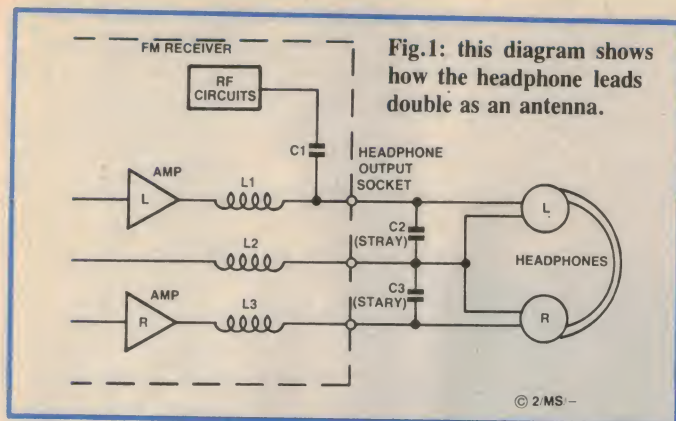 FM RECEIVER
Fig.1: this diagram shows
how the headphone leads
double as an antenna.
RF
CIRCUITS
C1
HEADPHONE
OUTPUT
SOCKET
AMP
L
L1
C2
(STRAY)
L
L2
HEADPHONES
C3
(STARY)
AMP
R
L3
R
© 2/MS/–